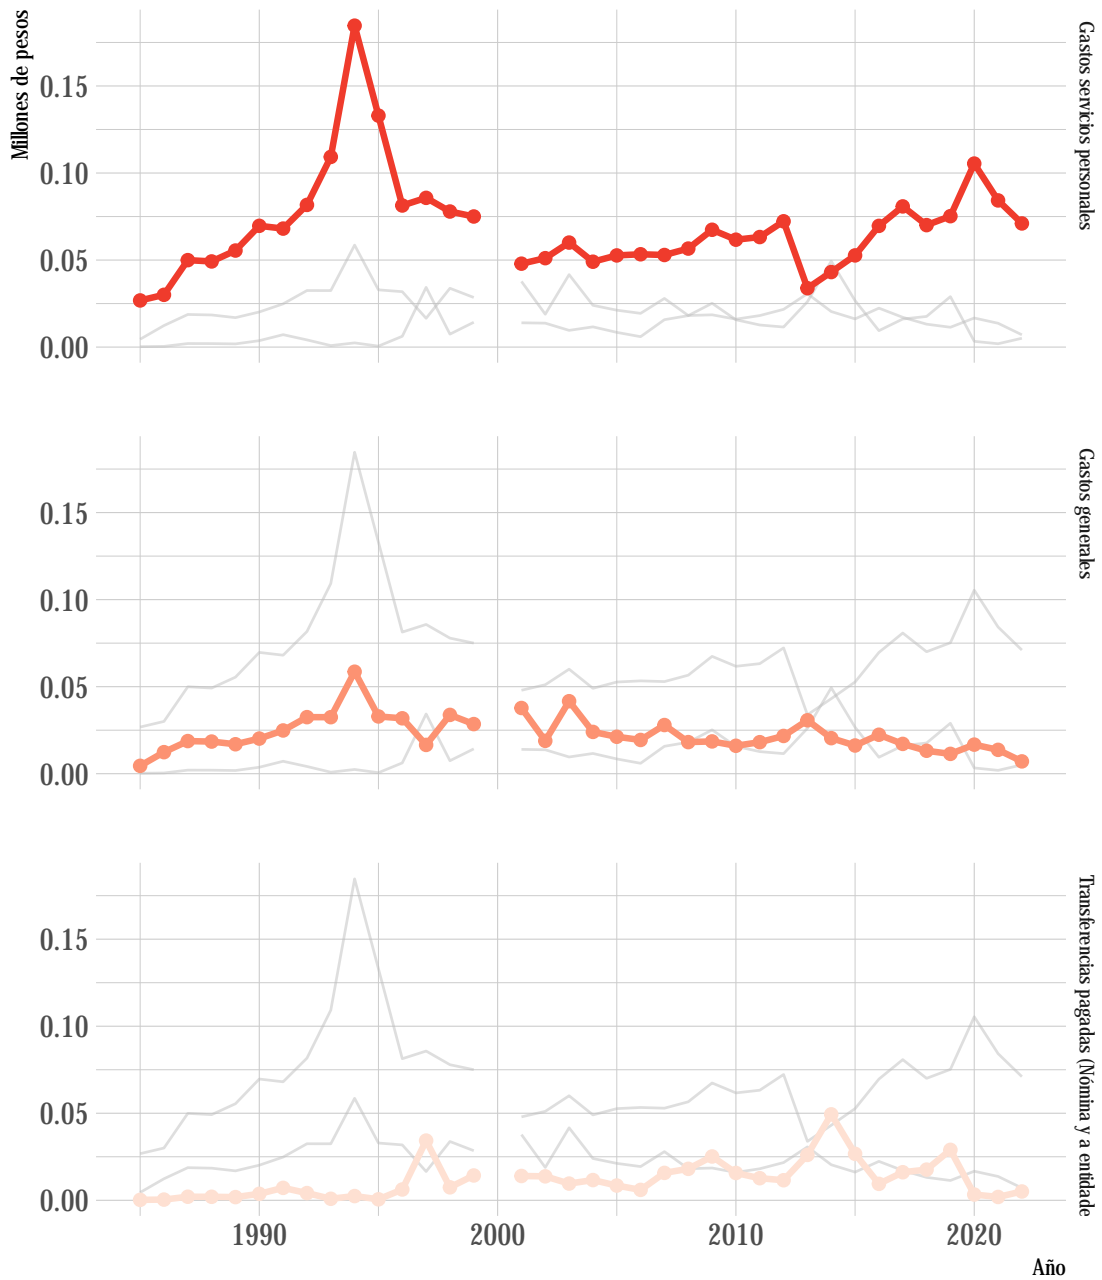 Millones de pesos
Gastos servicios personales
0.15
0.10
0.05
0.00
Gastos generales
0.15
0.10
0.05
0.00
Transferencias pagadas (Nómina y a entidade
0.15
0.10
0.05
0.00
1990 2000 2010 2020
Año